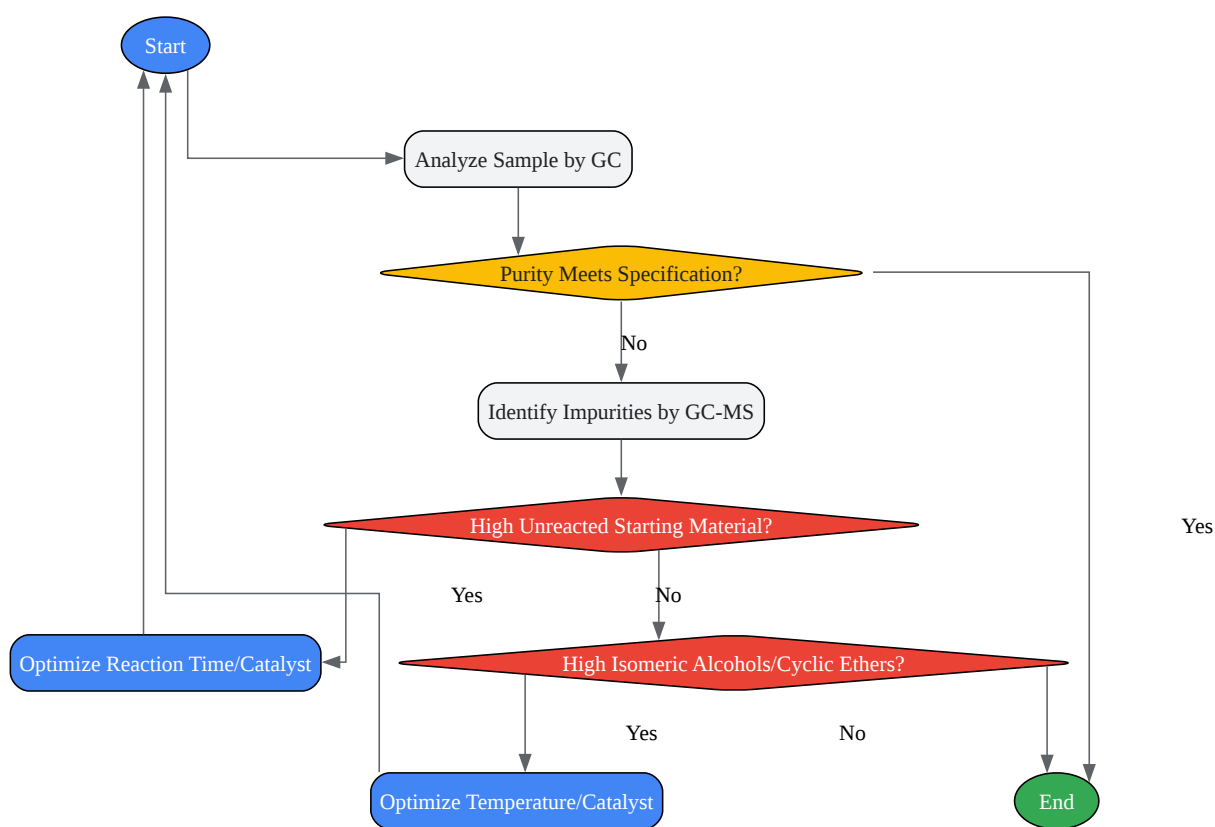 Start
Analyze Sample by GC
Purity Meets Specification?
No
Identify Impurities by GC-MS
High Unreacted Starting Material?
Yes
Yes
No
Optimize Reaction Time/Catalyst
High Isomeric Alcohols/Cyclic Ethers?
Yes
No
Optimize Temperature/Catalyst
End